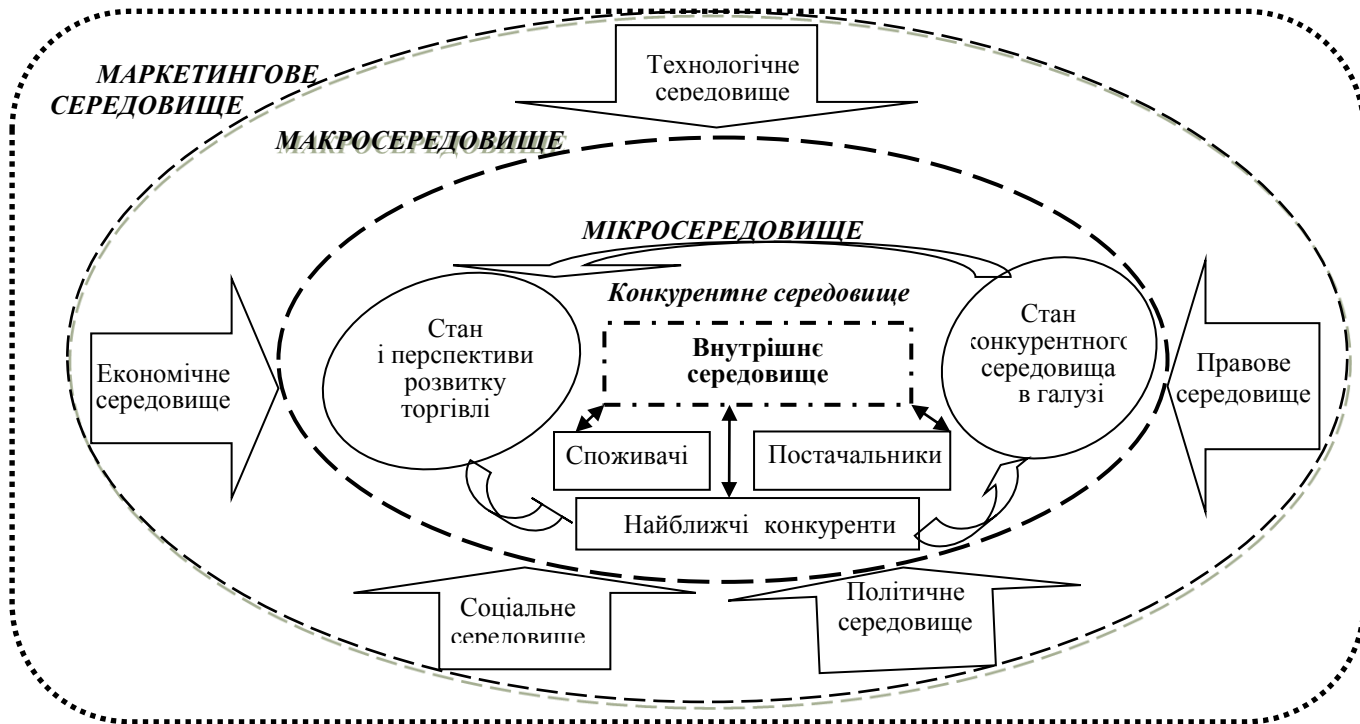 МАРКЕТИНГОВЕ
СЕРЕДОВИЩЕ
Технологічне
середовище
МАКРОСЕРЕДОВИЩЕ
МІКРОСЕРЕДОВИЩЕ
Конкурентне середовище
Стан
і перспективи
розвитку
торгівлі
Внутрішнє
середовище
Стан
конкурентного
середовища
в галузі
Економічне
середовище
Правове
середовище
Споживачі
Постачальники
Найближчі конкуренти
Соціальне
середовище
Політичне
середовище